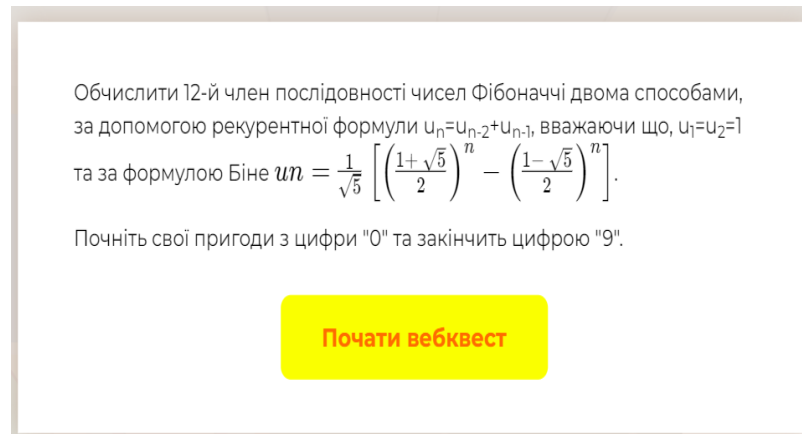 Обчислити 12-й член послідовності чисел Фібоначчі двома способами,
за допомогою рекурентної формули uₙ=uₙ₋₂+uₙ₋₁, вважаючи що, u₁=u₂=1
та за формулою Біне un = 1/√5 [((1+ √5)/2)ⁿ − ((1− √5)/2)ⁿ].
Почніть свої пригоди з цифри "0" та закінчить цифрою "9".
Почати вебквест